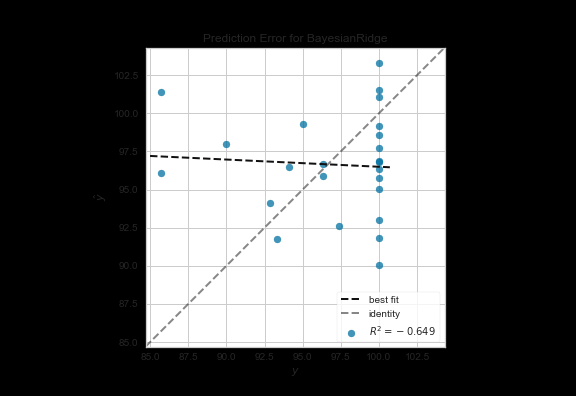 Prediction Error for BayesianRidge
102.5
100.0
97.5
95.0
92.5
90.0
87.5
85.0
ŷ
85.0 87.5 90.0 92.5 95.0 97.5 100.0 102.5
y
best fit
identity
R² = −0.649